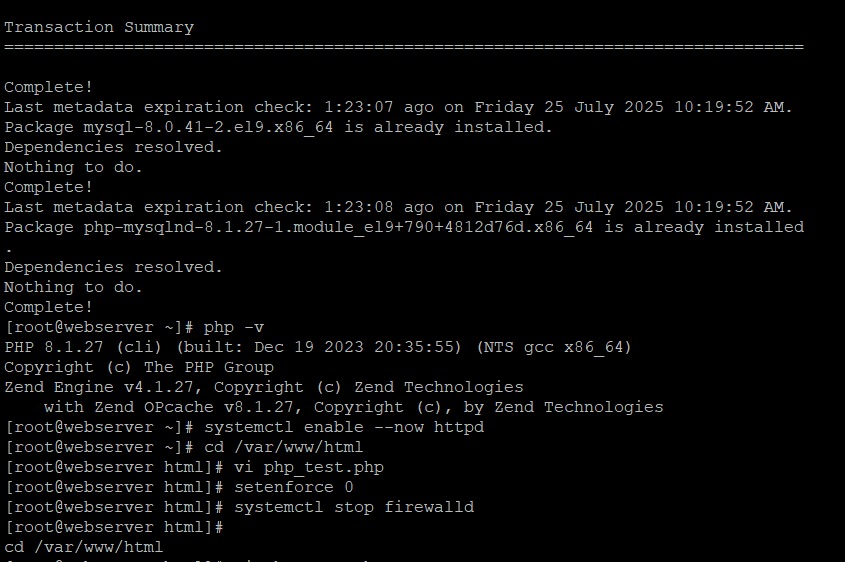 Transaction Summary
================================================================================
Complete!
Last metadata expiration check: 1:23:07 ago on Friday 25 July 2025 10:19:52 AM.
Package mysql-8.0.41-2.el9.x86_64 is already installed.
Dependencies resolved.
Nothing to do.
Complete!
Last metadata expiration check: 1:23:08 ago on Friday 25 July 2025 10:19:52 AM.
Package php-mysqlnd-8.1.27-1.module_el9+790+4812d76d.x86_64 is already installed
.
Dependencies resolved.
Nothing to do.
Complete!
[root@webserver ~]# php -v
PHP 8.1.27 (cli) (built: Dec 19 2023 20:35:55) (NTS gcc x86_64)
Copyright (c) The PHP Group
Zend Engine v4.1.27, Copyright (c) Zend Technologies
    with Zend OPcache v8.1.27, Copyright (c), by Zend Technologies
[root@webserver ~]# systemctl enable --now httpd
[root@webserver ~]# cd /var/www/html
[root@webserver html]# vi php_test.php
[root@webserver html]# setenforce 0
[root@webserver html]# systemctl stop firewalld
[root@webserver html]#
cd /var/www/html